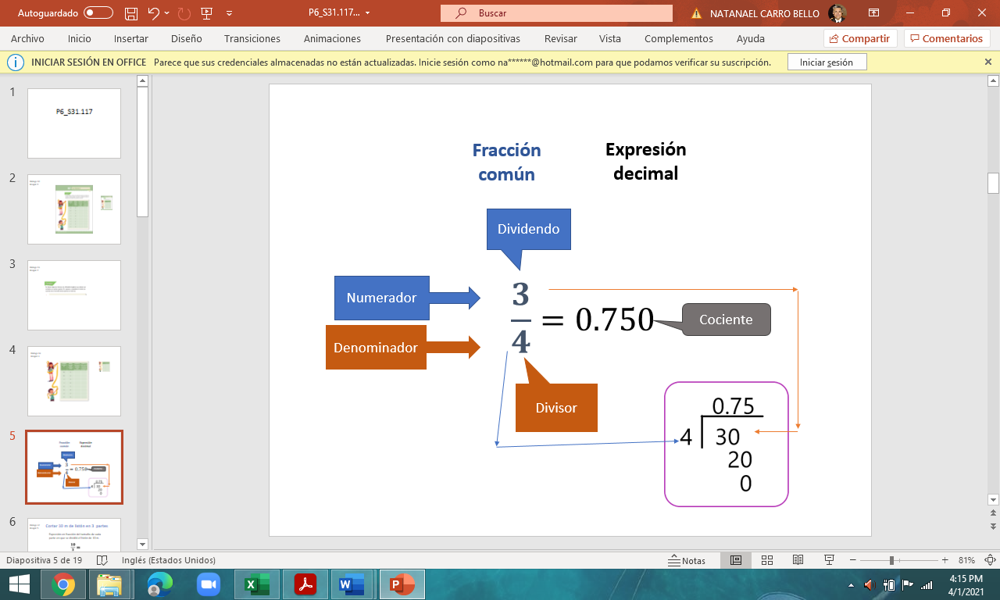 Autoguardado
P6_S31.117...
Buscar
NATANAEL CARRO BELLO
Archivo Inicio Insertar Diseño Transiciones Animaciones Presentación con diapositivas Revisar Vista Complementos Ayuda Compartir Comentarios
INICIAR SESIÓN EN OFFICE Parece que sus credenciales almacenadas no están actualizadas. Inicie sesión como na******@hotmail.com para que podamos verificar su suscripción. Iniciar sesión
1
P6_S31.117
2
3
4
5
6
Cortar 10 m de listón en 3 partes
Fracción
común
Expresión
decimal
Dividendo
Numerador
Denominador
3
4
= 0.750
Cociente
Divisor
0.75
4 30
20
0
Diapositiva 5 de 19 Inglés (Estados Unidos) Notas 81%
4:15 PM
4/1/2021